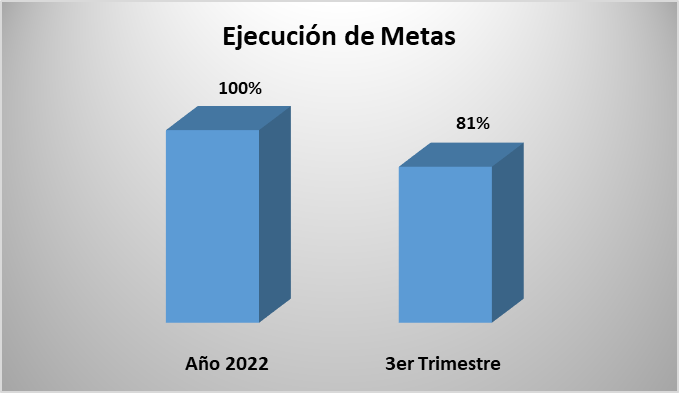 Ejecución de Metas
100%
81%
Año 2022
3er Trimestre